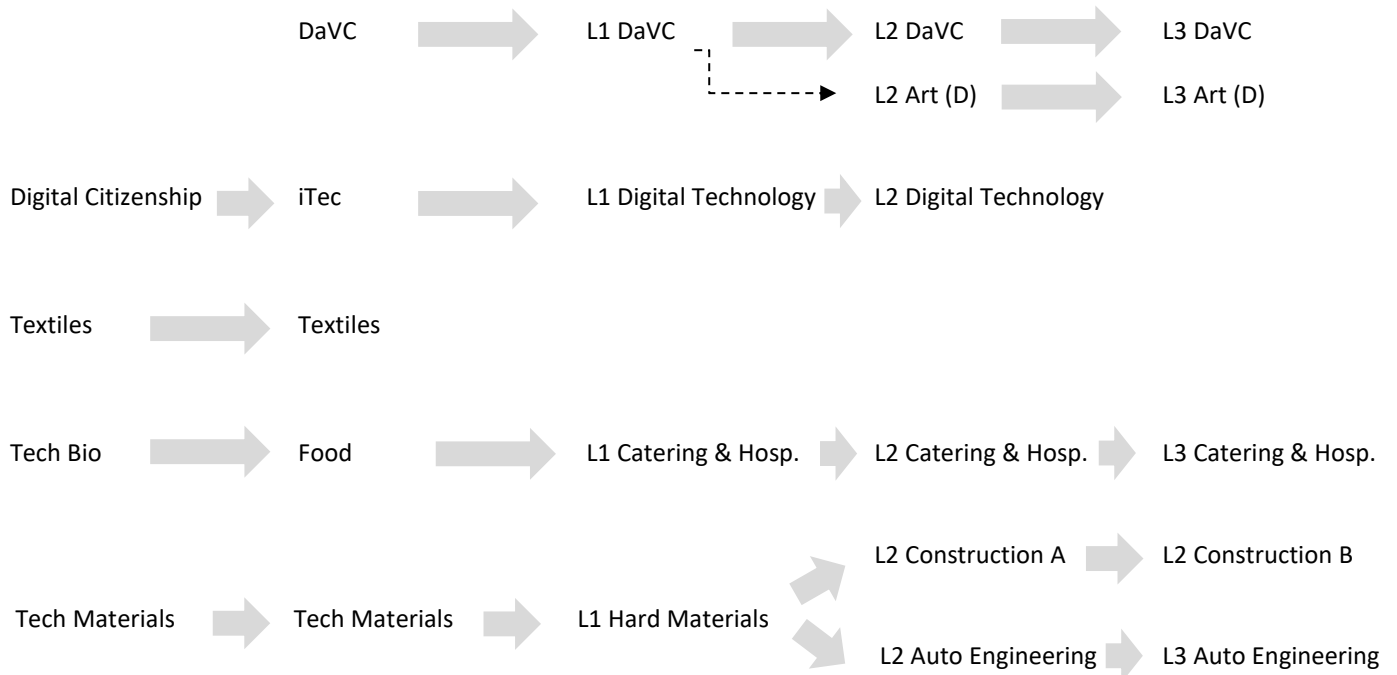 DaVC L1 DaVC L2 DaVC L3 DaVC
L2 Art (D) L3 Art (D)
Digital Citizenship iTec L1 Digital Technology L2 Digital Technology
Textiles Textiles
Tech Bio Food L1 Catering & Hosp. L2 Catering & Hosp. L3 Catering & Hosp.
L2 Construction A L2 Construction B
Tech Materials Tech Materials L1 Hard Materials
L2 Auto Engineering L3 Auto Engineering